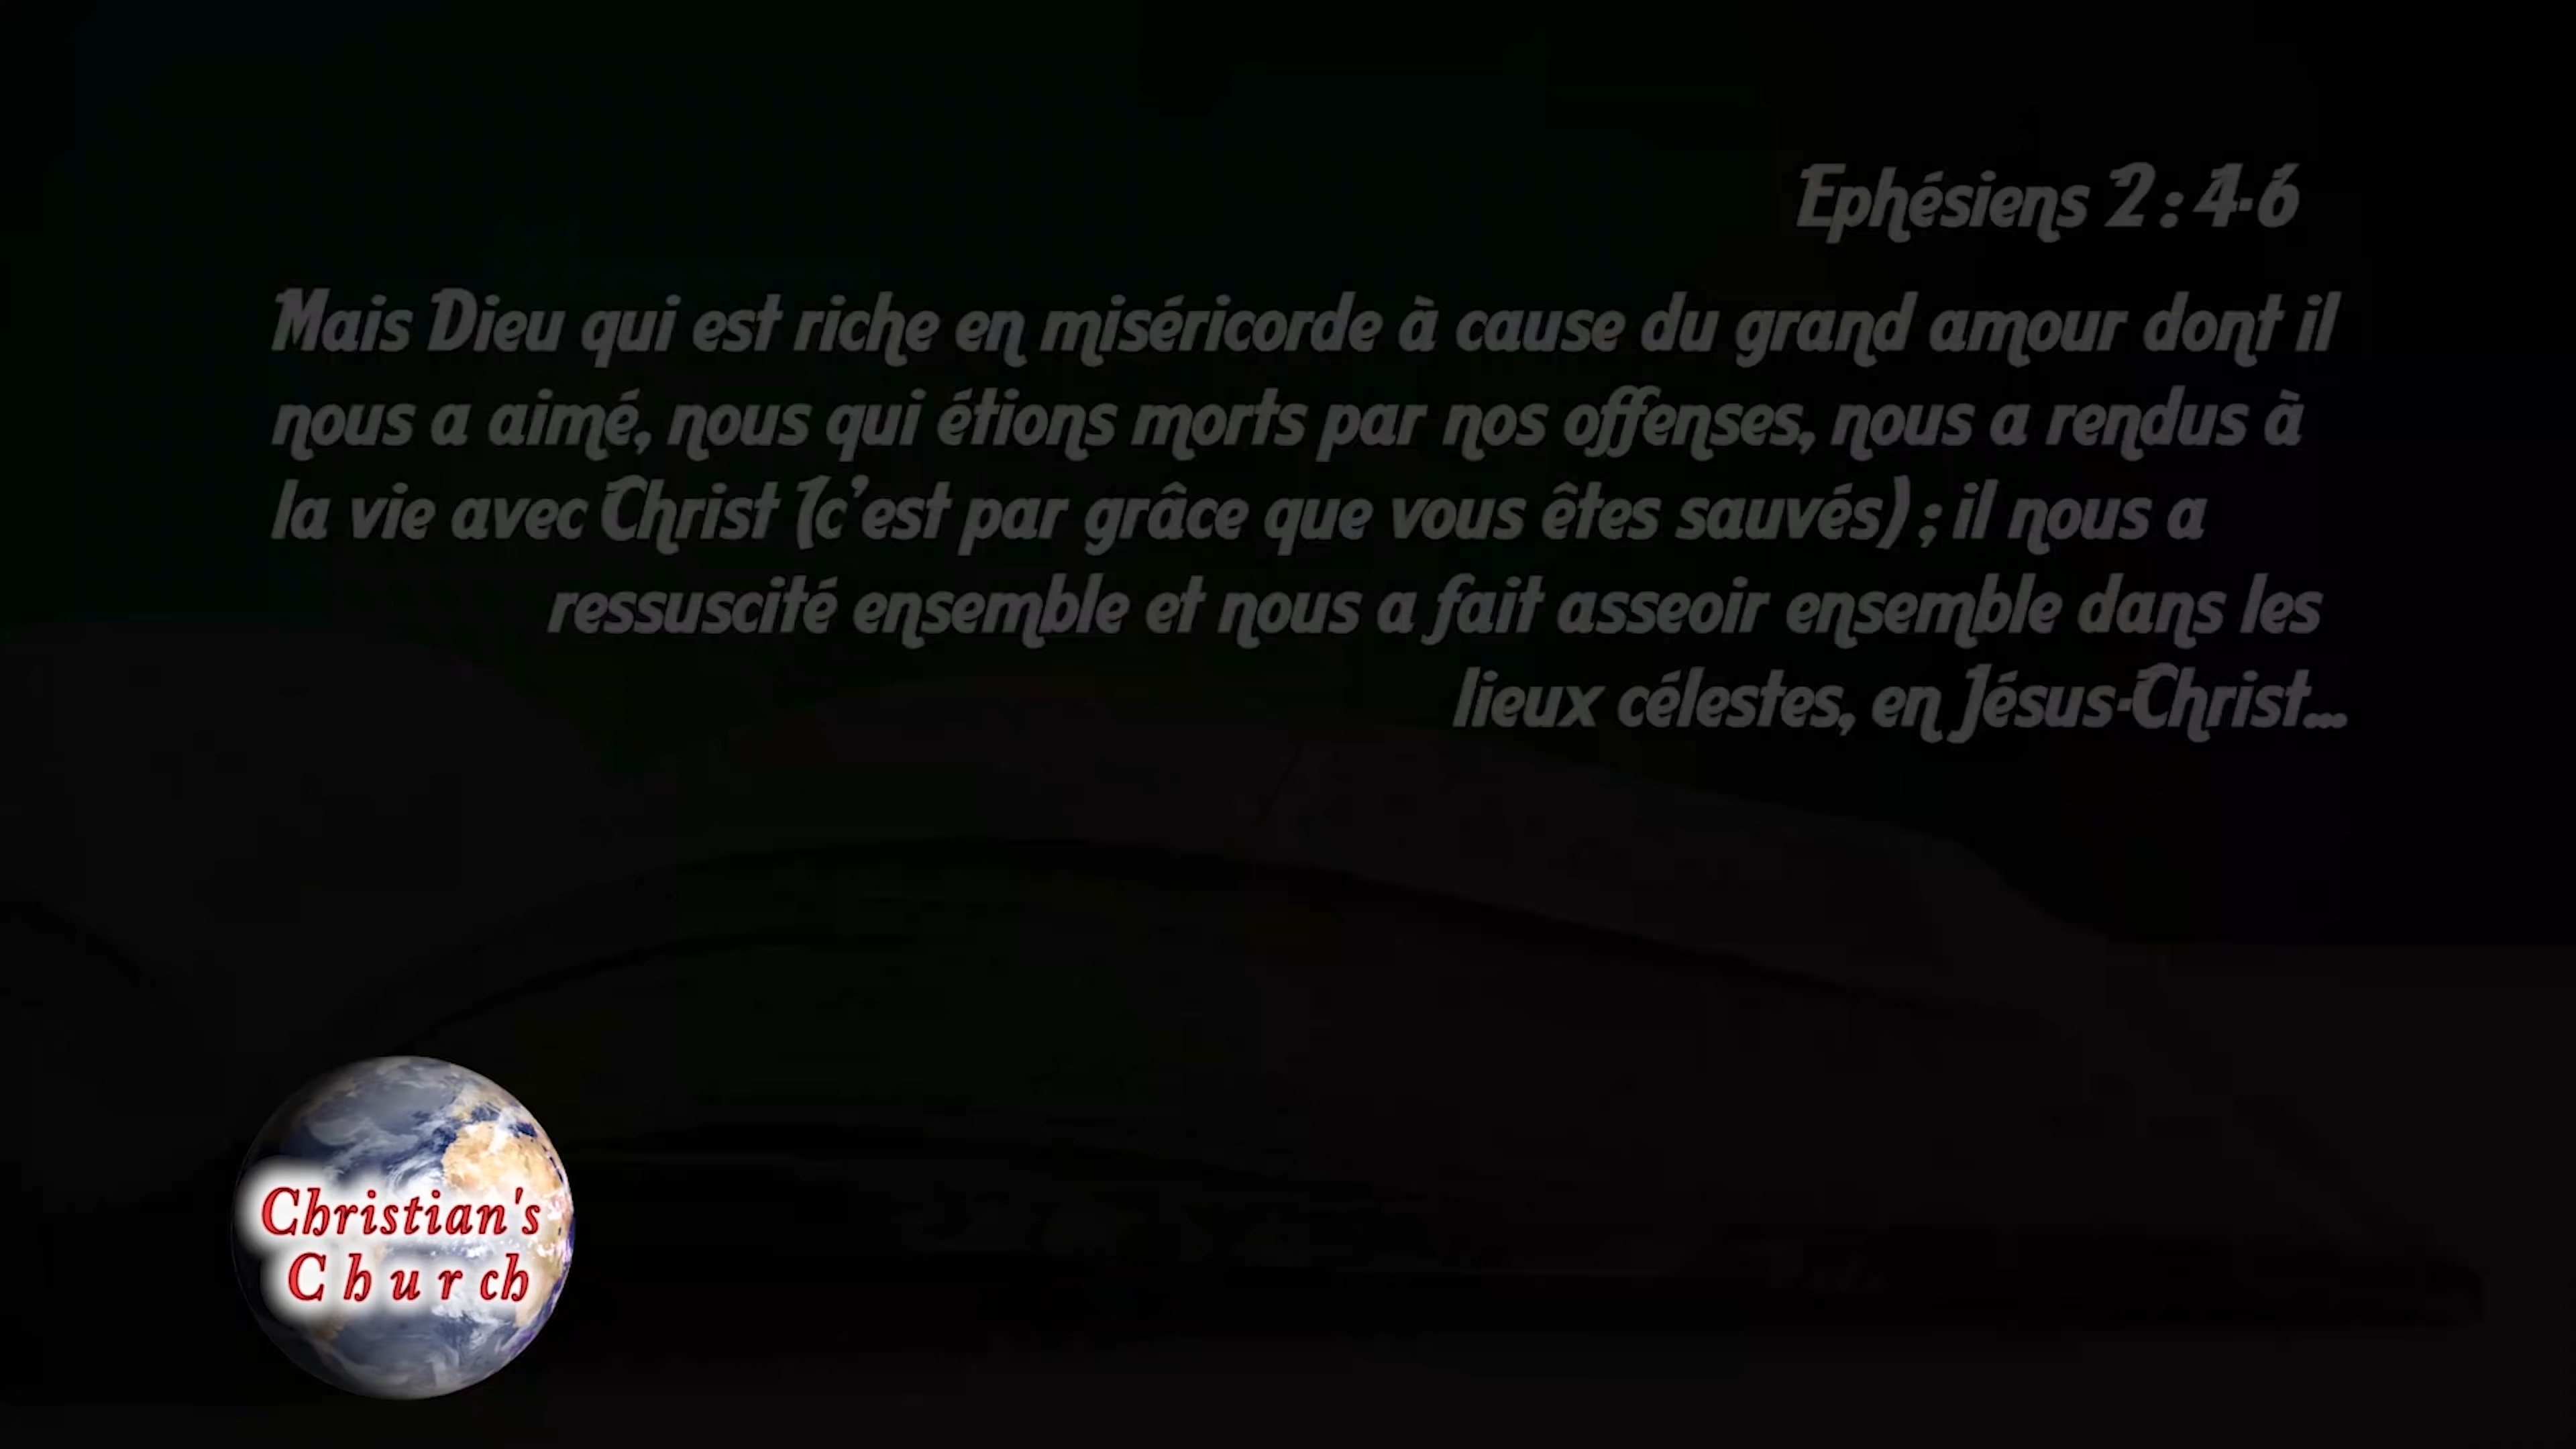 Ephésiens 2 : 4-6
Mais Dieu qui est riche en miséricorde à cause du grand amour dont il
nous a aimé, nous qui étions morts par nos offenses, nous a rendus à
la vie avec Christ (c’est par grâce que vous êtes sauvés) ; il nous a
ressuscité ensemble et nous a fait asseoir ensemble dans les
lieux célestes, en Jésus-Christ...
Christian's
Church